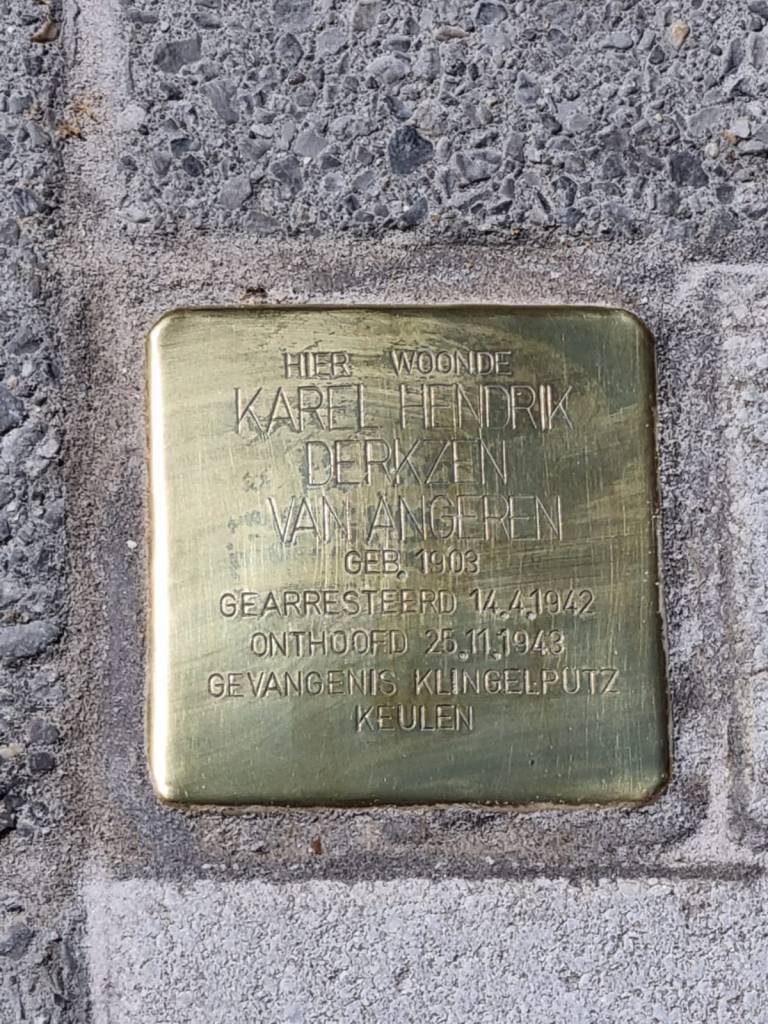 HIER WOONDE
KAREL HENDRIK
DERKZEN
VAN ANGEREN
GEB. 1903
GEARRESTEERD 14.4.1942
ONTHOOFD 25.11.1943
GEVANGENIS KLINGELPÜTZ
KEULEN